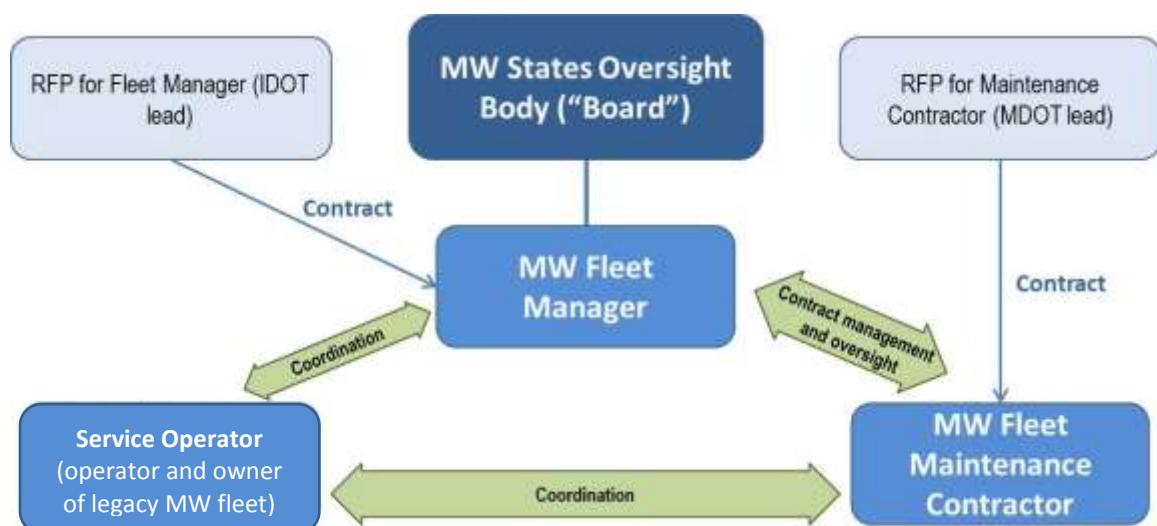 RFP for Fleet Manager (IDOT
lead)
MW States Oversight
Body (“Board”)
RFP for Maintenance
Contractor (MDOT lead)
Contract
MW Fleet
Manager
Contract
Contract management
and oversight
Coordination
Service Operator
(operator and owner
of legacy MW fleet)
Coordination
MW Fleet
Maintenance
Contractor